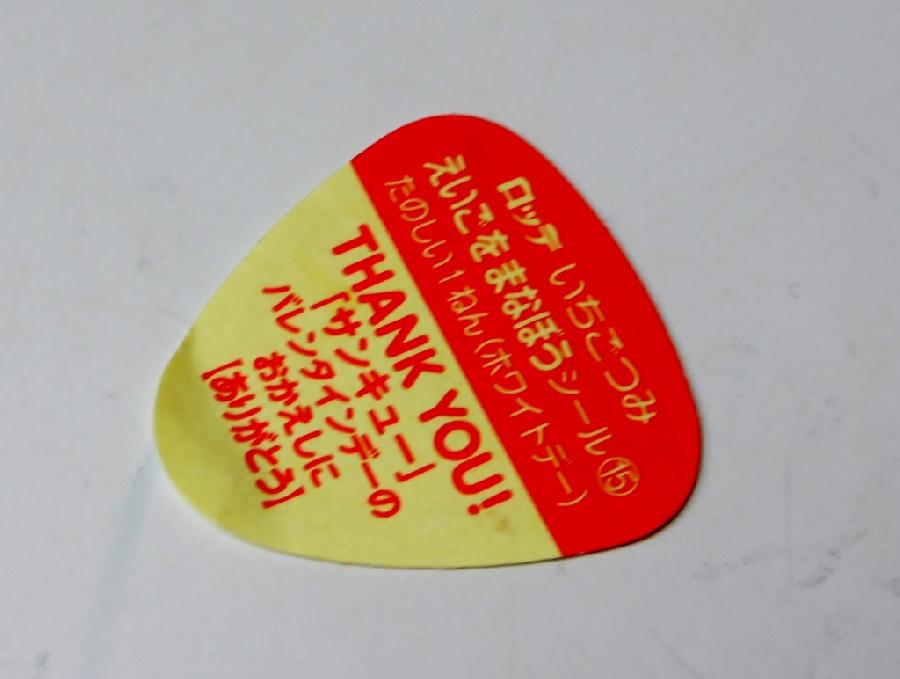 ロッテ いちごつみ
えいごをまなぼうシール⑮
たのしい1ねん(ホワイトデー)
THANK YOU!
「サンキュー」
バレンタインデーの
おかえしに
【ありがとう】